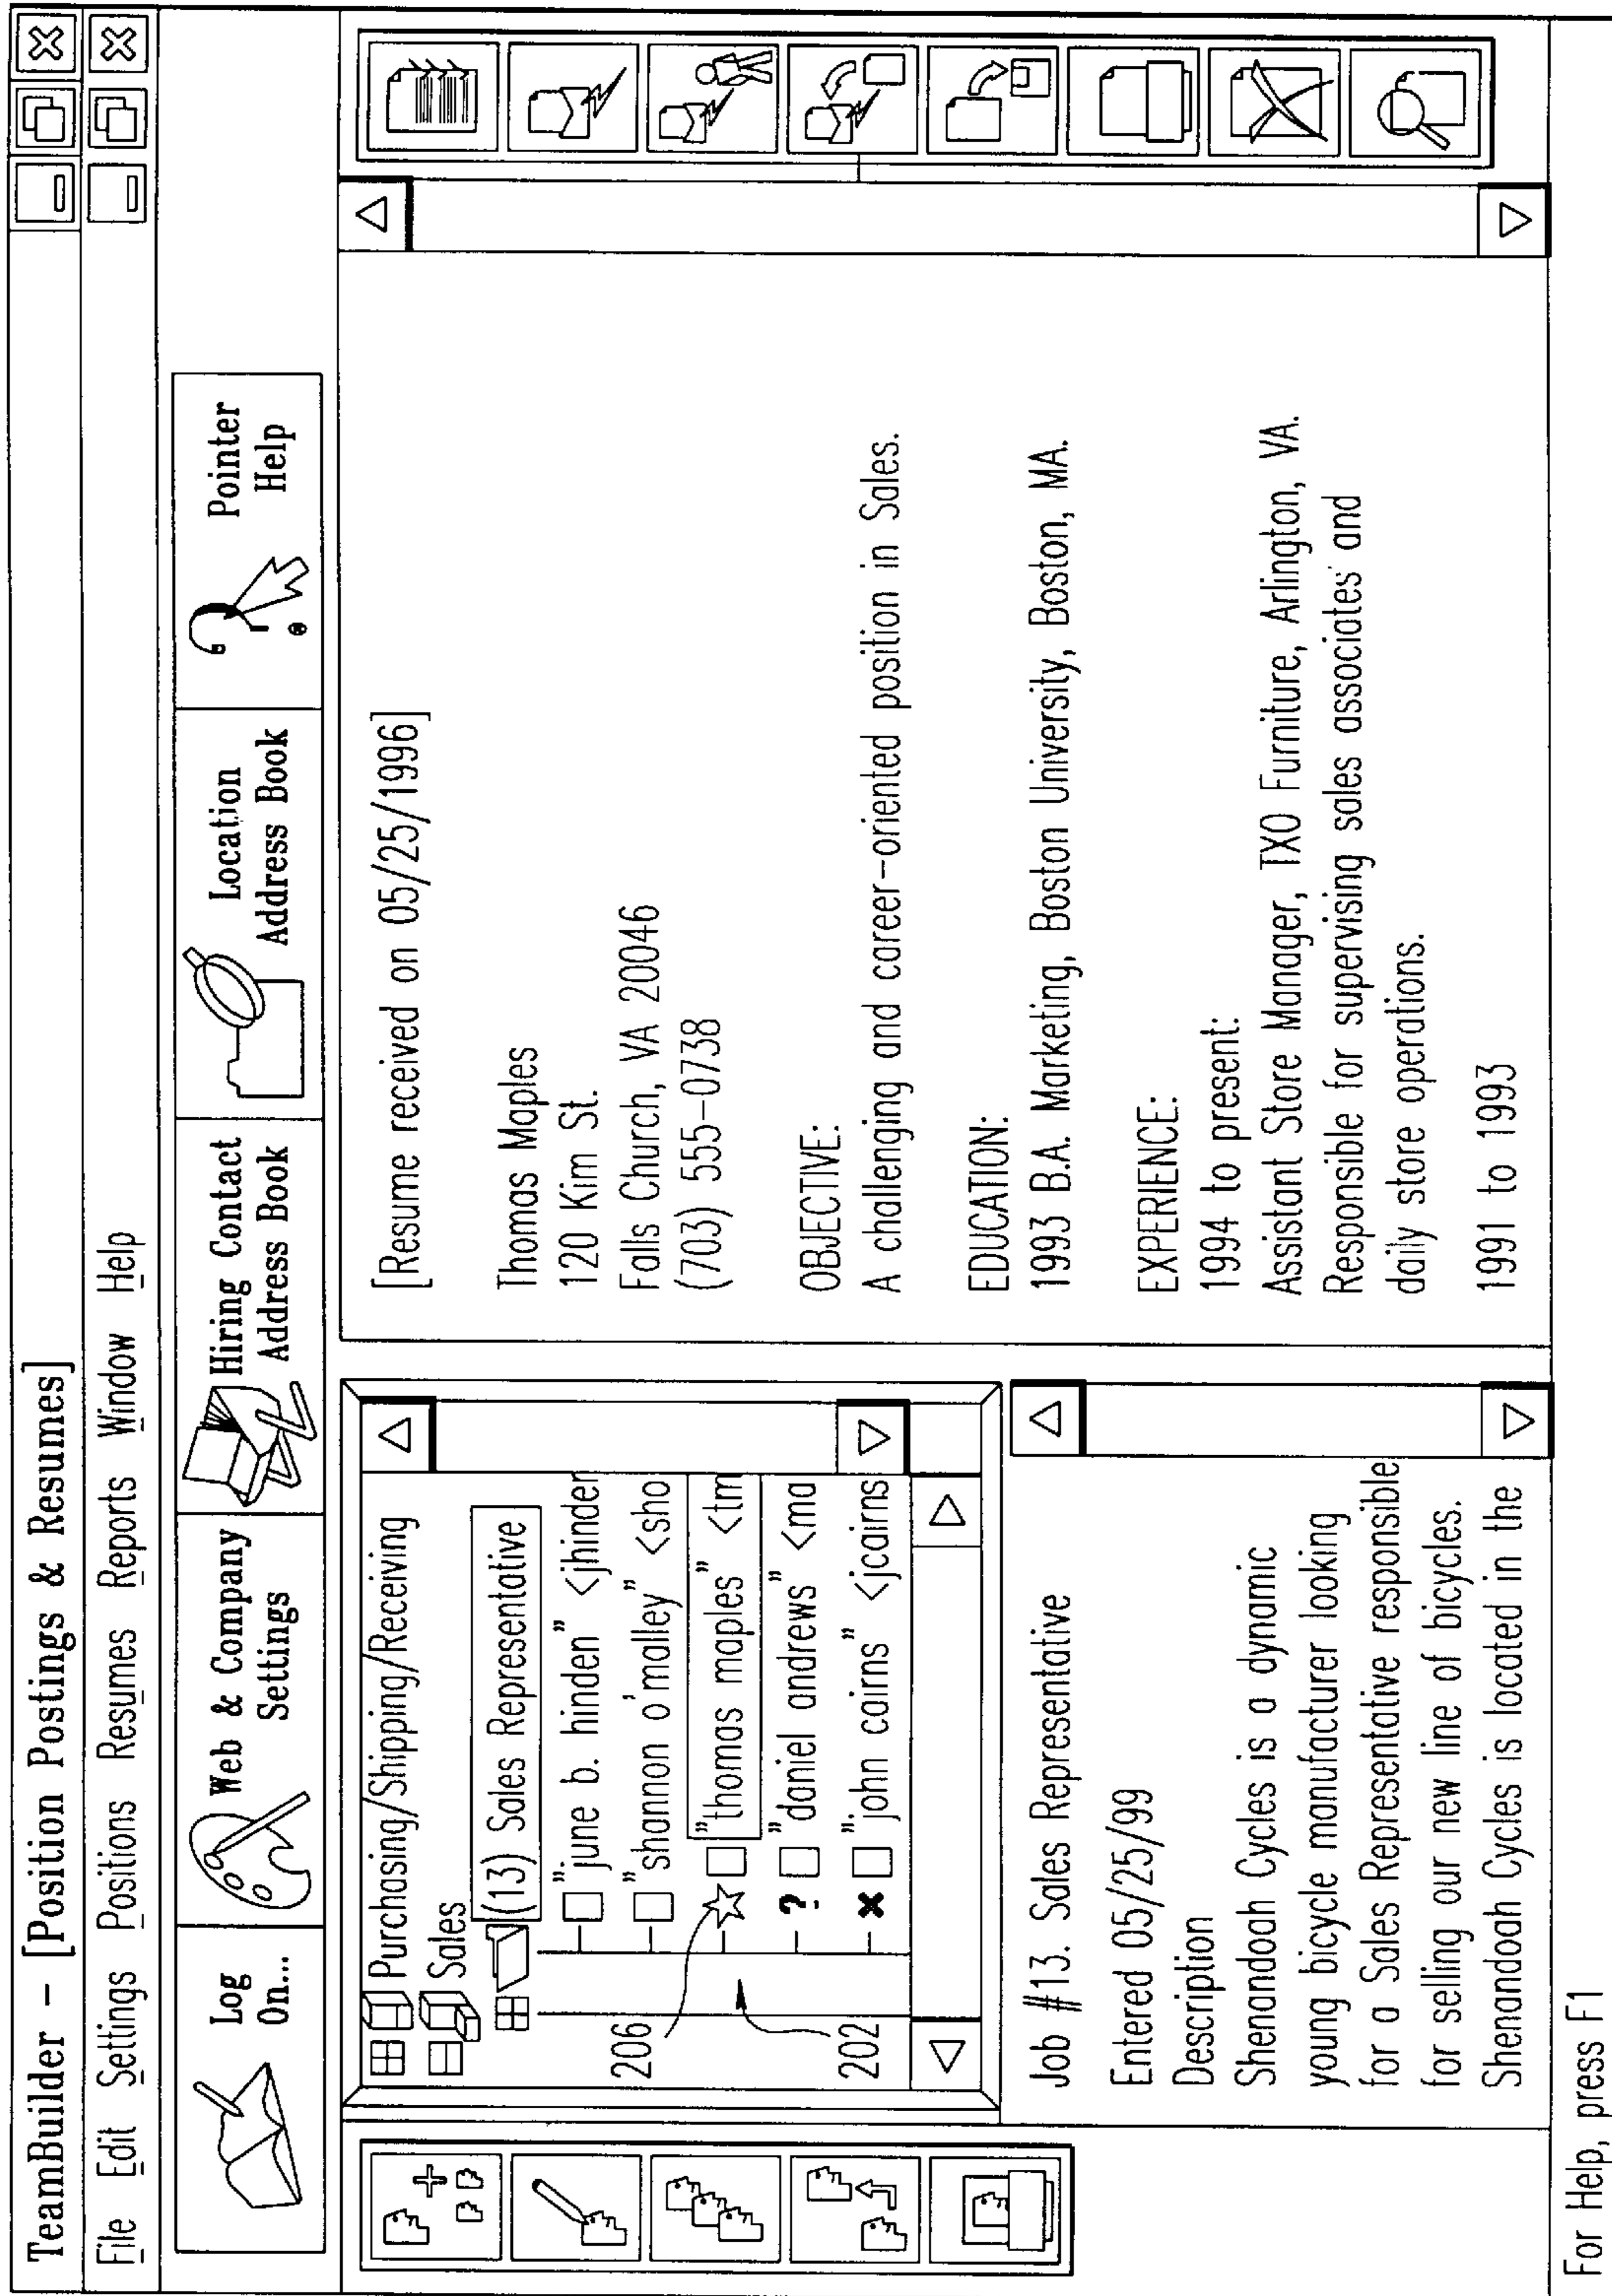 TeamBuilder – [Position Postings & Resumes]
File Edit Settings Positions Resumes Reports Window Help
Log
On...
Web & Company
Settings
Hiring Contact
Address Book
Location
Address Book
Pointer
Help
Purchasing/Shipping/Receiving
Sales
(13) Sales Representative
"june b. hinden" <jhinden
"shannon o'malley" <sho
"thomas maples" <tm
? "daniel andrews" <ma
× "john cairns" <jcairns
206
202
Job #13. Sales Representative
Entered 05/25/99
Description
Shenandoah Cycles is a dynamic
young bicycle manufacturer looking
for a Sales Representative responsible
for selling our new line of bicycles.
Shenandoah Cycles is located in the
[Resume received on 05/25/1996]
Thomas Maples
120 Kim St.
Falls Church, VA 20046
(703) 555-0738
OBJECTIVE:
A challenging and career-oriented position in Sales.
EDUCATION:
1993 B.A. Marketing, Boston University, Boston, MA.
EXPERIENCE:
1994 to present:
Assistant Store Manager, TXO Furniture, Arlington, VA.
Responsible for supervising sales associates' and
daily store operations.
1991 to 1993
For Help, press F1